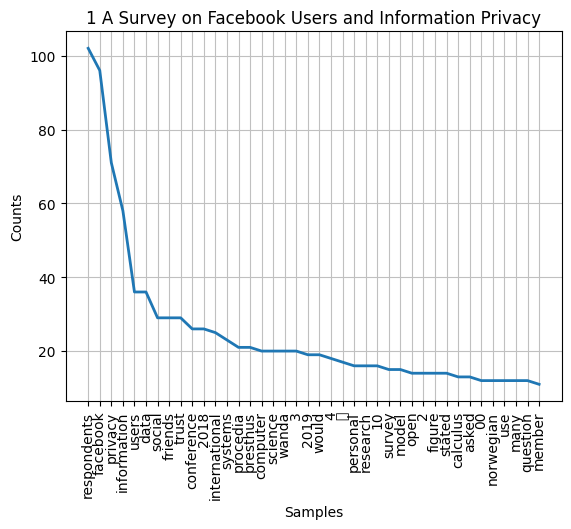 1 A Survey on Facebook Users and Information Privacy
100
80
60
40
20
Counts
respondents
facebook
privacy
information
users
data
social
friends
trust
conference
2018
international
systems
procedia
presthus
computer
science
wanda
3
2019
would
4
personal
research
10
survey
model
open
2
figure
stated
calculus
asked
00
norwegian
use
many
question
member
Samples